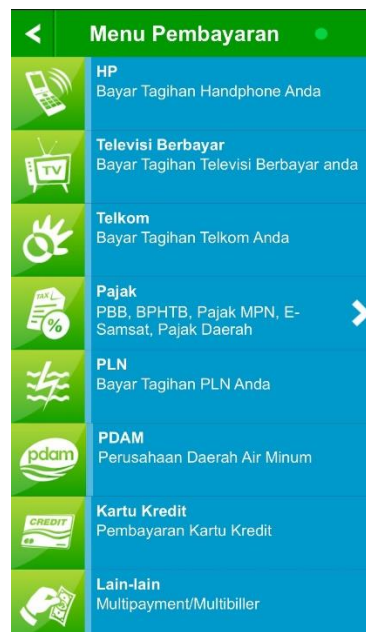 Menu Pembayaran
HP
Bayar Tagihan Handphone Anda
Televisi Berbayar
Bayar Tagihan Televisi Berbayar anda
TV
Telkom
Bayar Tagihan Telkom Anda
Pajak
PBB, BPHTB, Pajak MPN, E-
Samsat, Pajak Daerah
TAX
%
PLN
Bayar Tagihan PLN Anda
PDAM
Perusahaan Daerah Air Minum
pdam
Kartu Kredit
Pembayaran Kartu Kredit
CREDIT
Lain-lain
Multipayment/Multibiller